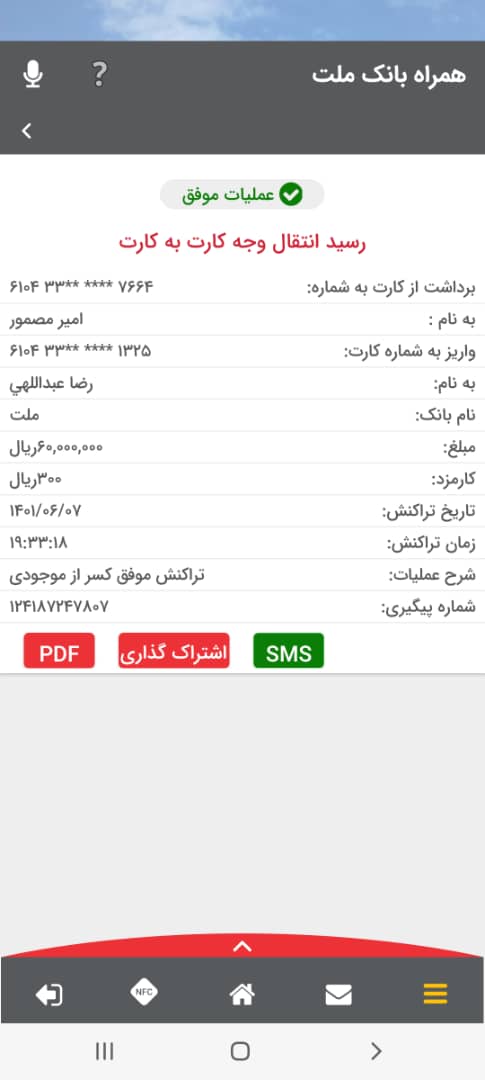 همراه بانک ملت
?
عملیات موفق
رسید انتقال وجه کارت به کارت
برداشت از کارت به شماره: ۶۱۰۴ ۳۳** **** ۷۶۶۴
به نام : امیر مصمور
واریز به شماره کارت: ۶۱۰۴ ۳۳** **** ۱۳۲۵
به نام: رضا عبداللهي
نام بانک: ملت
مبلغ: ۶۰,۰۰۰,۰۰۰ریال
کارمزد: ۳۰۰ریال
تاریخ تراکنش: ۱۴۰۱/۰۶/۰۷
زمان تراکنش: ۱۹:۳۳:۱۸
شرح عملیات: تراکنش موفق کسر از موجودی
شماره پیگیری: ۱۲۴۱۸۷۲۴۷۸۰۷
SMS اشتراک گذاری PDF
NFC